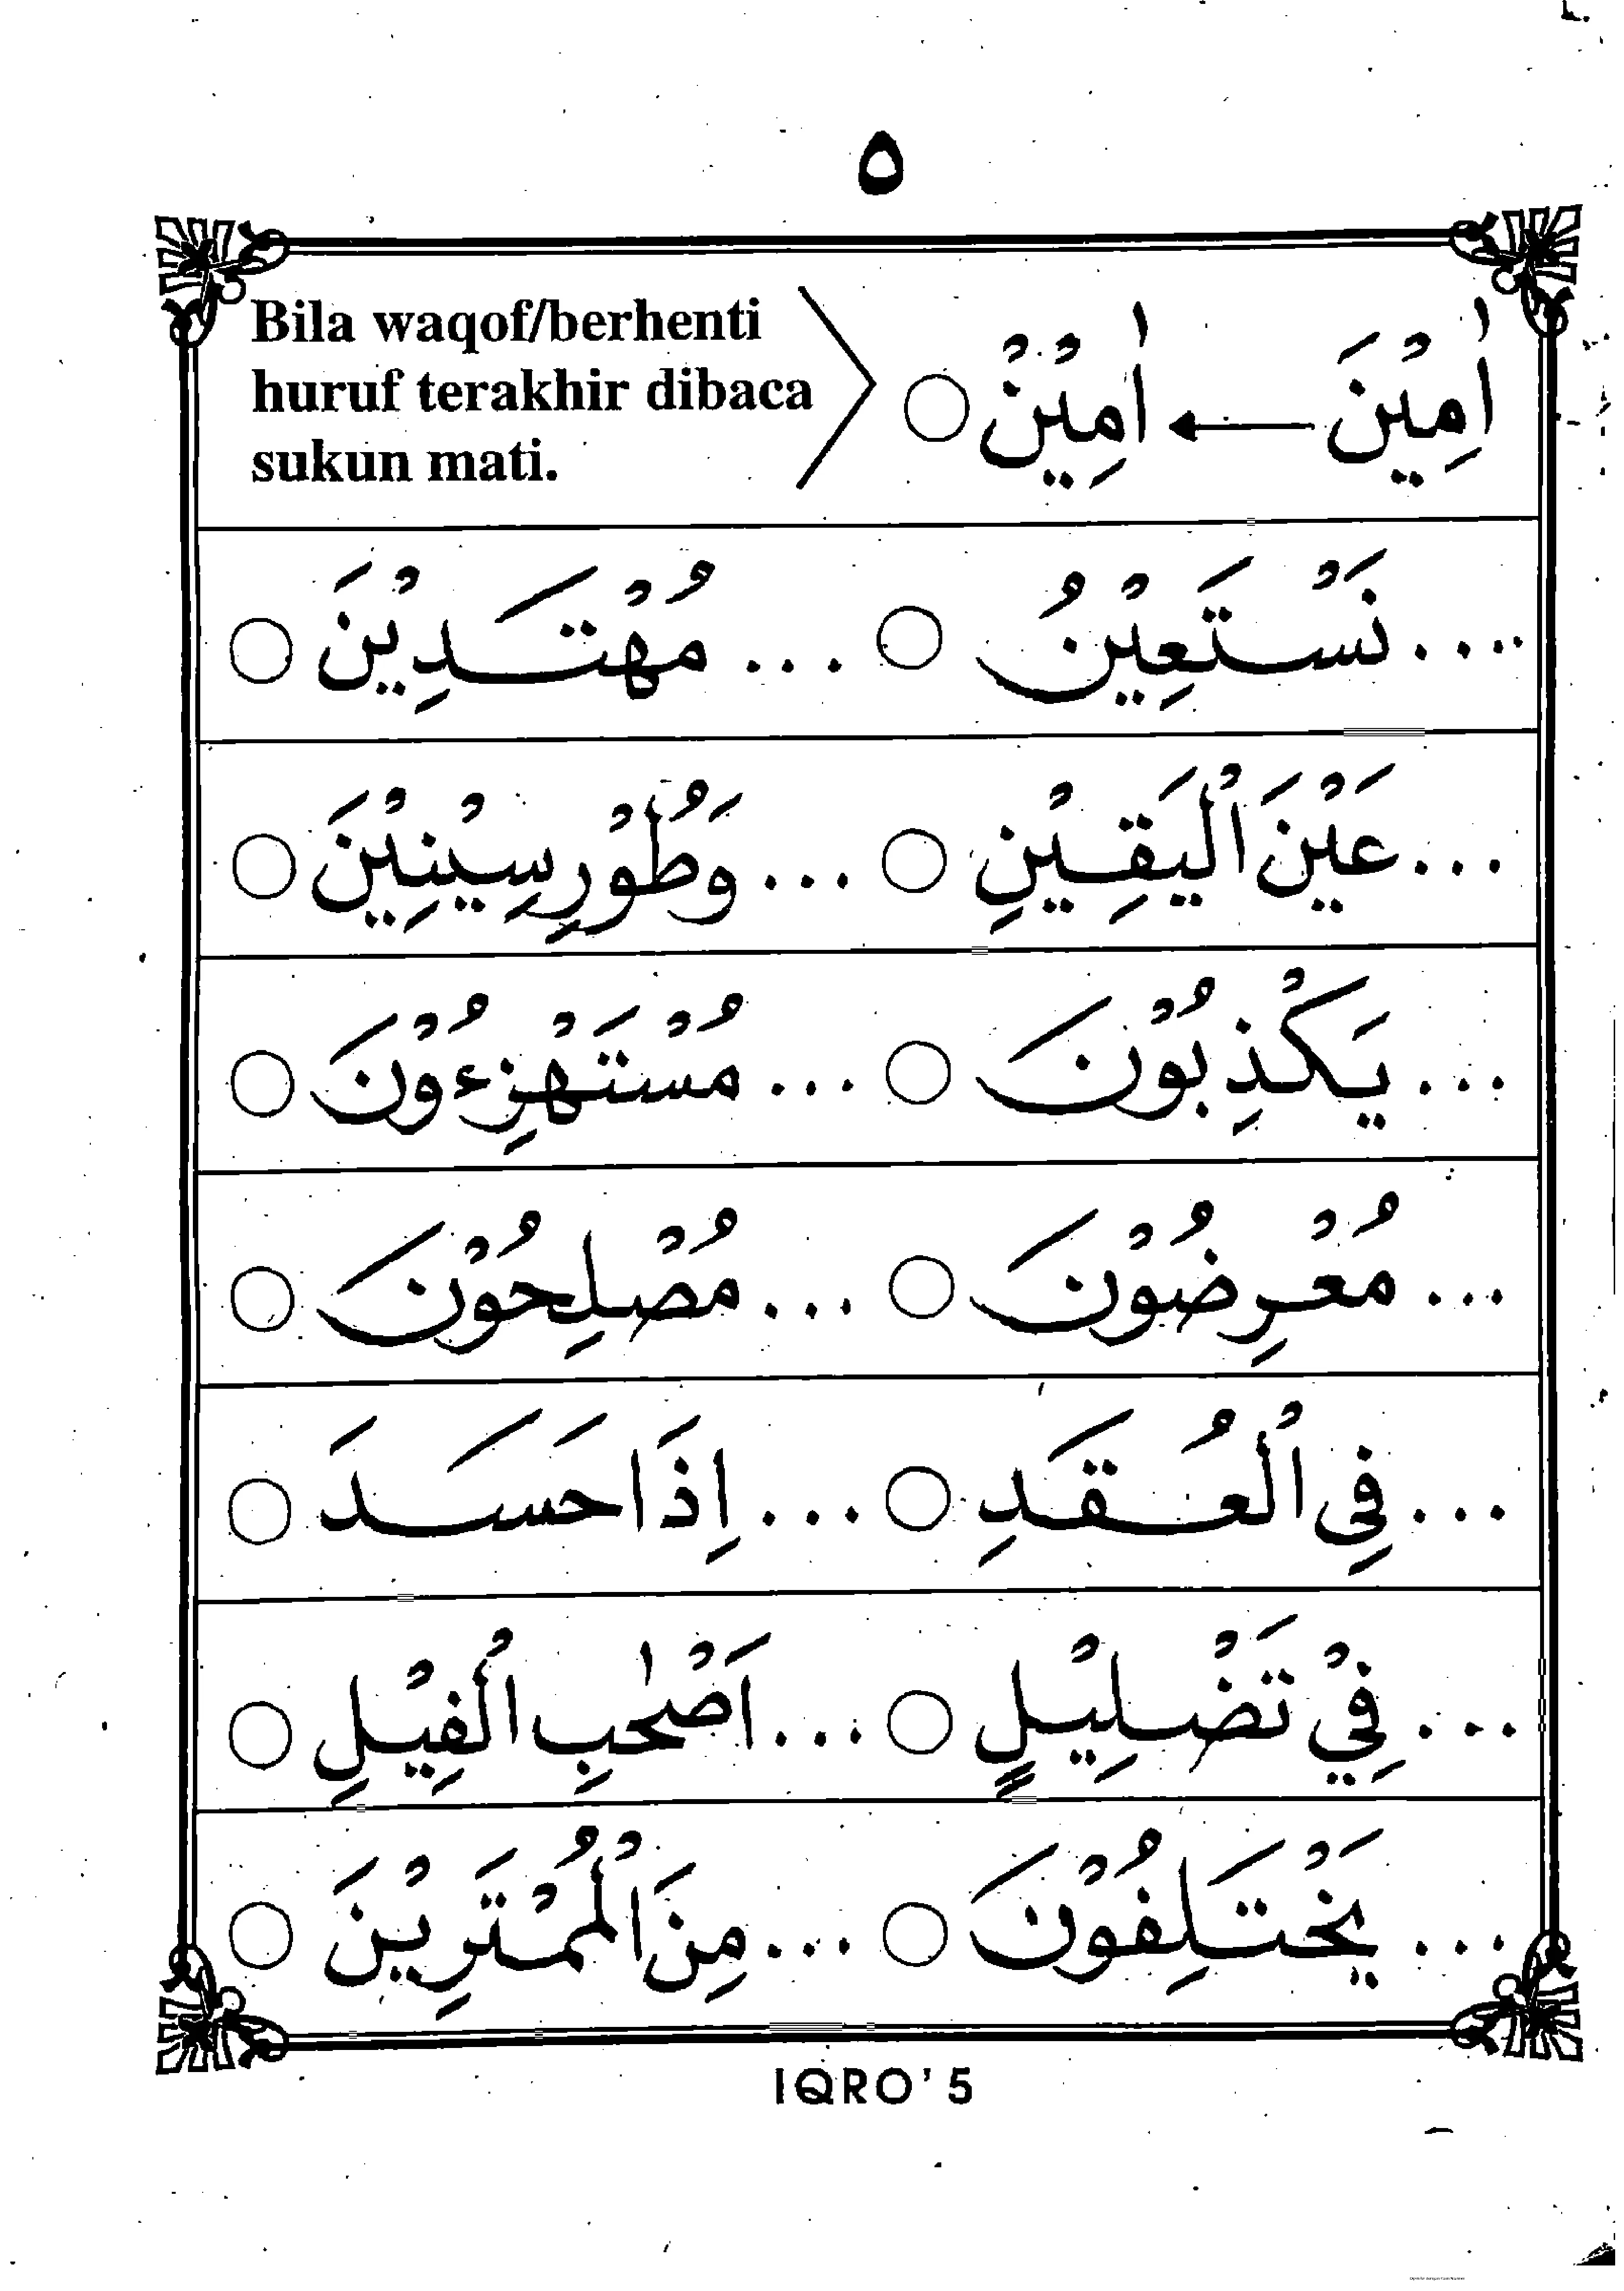 ٥
اٰمِيْنَ ← اٰمِيْنْ ○
Bila waqof/berhenti
huruf terakhir dibaca
sukun mati.
.... نَسْتَعِيْنُ ○ ... مُهْتَدِيْنَ ○
... عَيْنَ الْيَقِيْنِ ○ ... وَطُوْرِ سِيْنِيْنَ ○
... يَكْذِبُوْنَ ○ ... مُسْتَهْزِءُوْنَ ○
... مُعْرِضُوْنَ ○ ... مُصْلِحُوْنَ ○
... فِى الْعُقَدِ ○ ... اِذَا حَسَدَ ○
... فِيْ تَضْلِيْلٍ ○ ... اَصْحٰبِ الْفِيْلِ ○
... يَخْتَلِفُوْنَ ○ ... مِنَ الْمُمْتَرِيْنَ ○
IQRO' 5